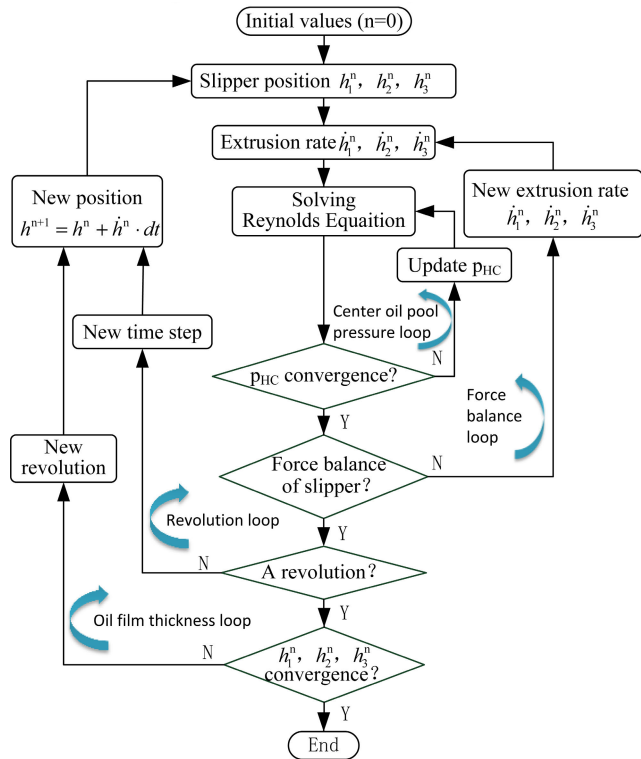 Initial values (n=0)
Slipper position h₁ⁿ, h₂ⁿ, h₃ⁿ
Extrusion rate ḣ₁ⁿ, ḣ₂ⁿ, ḣ₃ⁿ
New position
hⁿ⁺¹ = hⁿ + ḣⁿ · dt
Solving
Reynolds Equaition
New extrusion rate
ḣ₁ⁿ, ḣ₂ⁿ, ḣ₃ⁿ
Update p_HC
Center oil pool
pressure loop
New time step
N
p_HC convergence?
Y
Force
balance
loop
New
revolution
Force balance
of slipper?
N
Y
Revolution loop
A revolution?
N
Y
Oil film thickness loop
N
h₁ⁿ, h₂ⁿ, h₃ⁿ
convergence?
Y
End